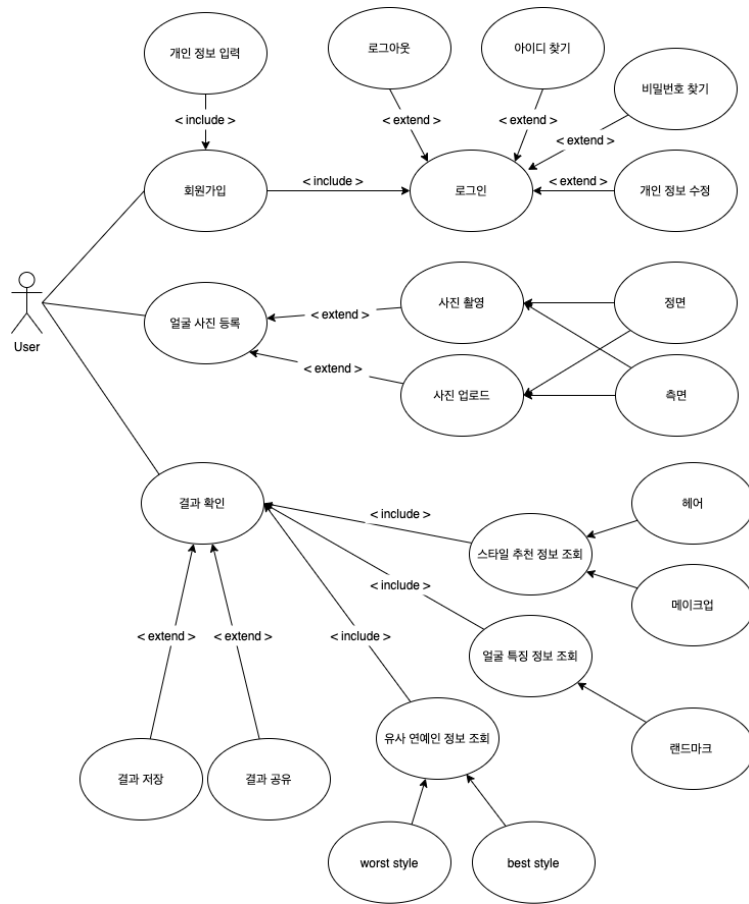 개인 정보 입력
로그아웃
아이디 찾기
비밀번호 찾기
< include >
< extend >
< extend >
< extend >
회원가입
< include >
로그인
< extend >
개인 정보 수정
User
얼굴 사진 등록
< extend >
사진 촬영
정면
< extend >
사진 업로드
측면
결과 확인
< include >
스타일 추천 정보 조회
헤어
메이크업
< include >
얼굴 특징 정보 조회
랜드마크
< extend >
< extend >
< include >
유사 연예인 정보 조회
결과 저장
결과 공유
worst style
best style